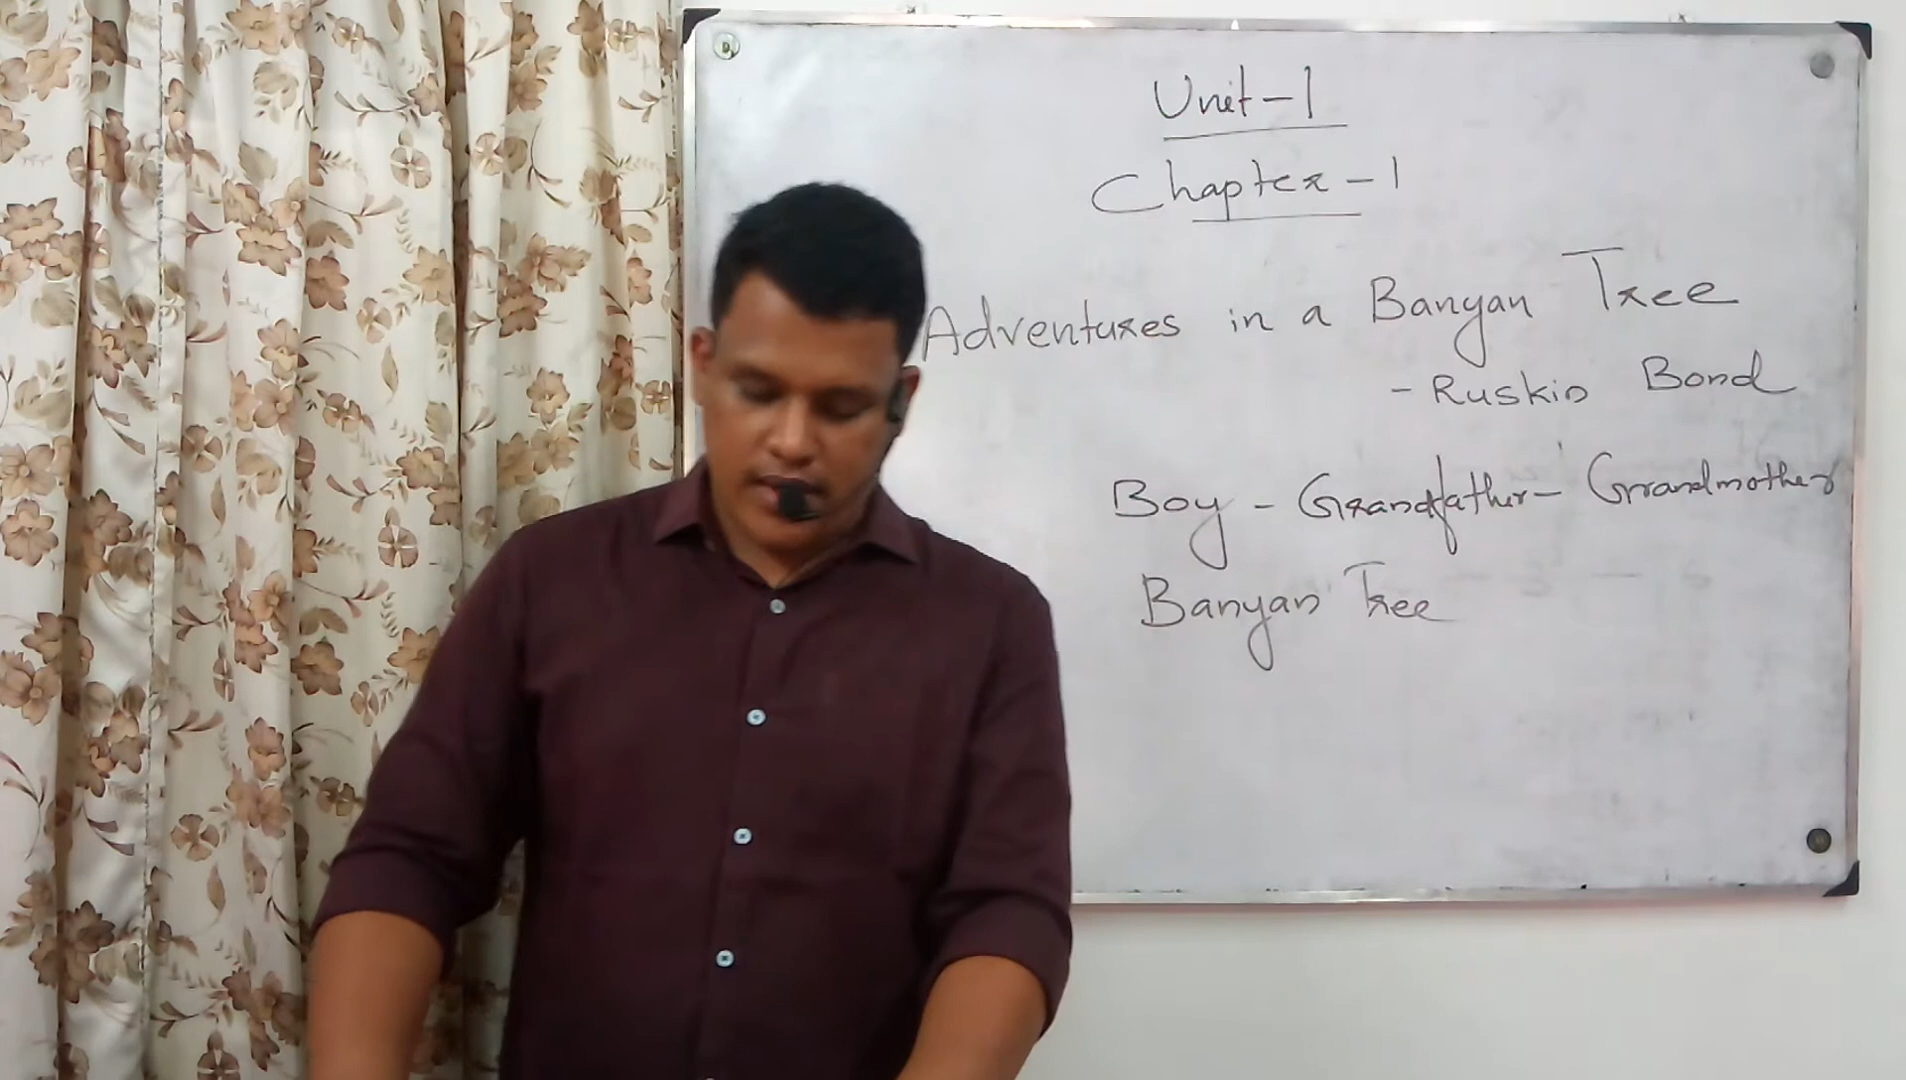 Unit-1
Chapter-1
Adventures in a Banyan Tree
- Ruskin Bond
Boy - Grandfather - Grandmother
Banyan Tree